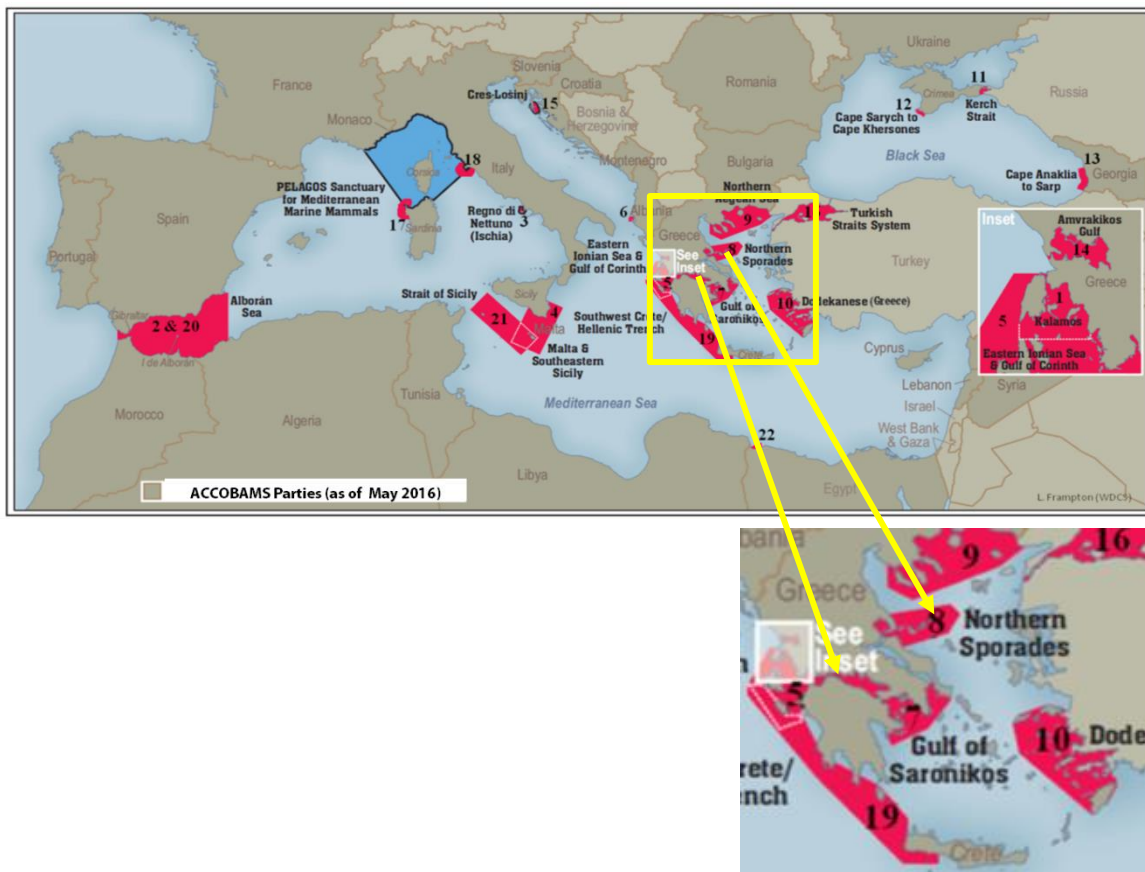 Ukraine
France
Slovenia
Croatia
Romania
Russia
Crimea
11
Kerch
Strait
12
Cape Sarych to
Cape Khersones
Cres-Losinj
15
Bosnia &
Herzegovina
Monaco
18
Italy
Montenegro
Bulgaria
Black Sea
13
Cape Anaklia
to Sarp
Georgia
Corsica
PELAGOS Sanctuary
for Mediterranean
Marine Mammals
17
Sardinia
Regno di
Nettuno
(Ischia)
3
6
Albania
Northern
Aegean Sea
9
16
Turkish
Straits System
Spain
Portugal
Greece
8
Northern
Sporades
Turkey
Eastern
Ionian Sea &
Gulf of Corinth
See
Inset
5
7
Gulf of
Saronikos
10
Dodekanese (Greece)
Inset
Amvrakikos
Gulf
14
Greece
1
Kalamos
5
Eastern Ionian Sea
& Gulf of Corinth
Alborán
Sea
Gibraltar
2 & 20
I de Alborán
Strait of Sicily
Sicily
21
4
Malta
Malta &
Southeastern
Sicily
Southwest Crete/
Hellenic Trench
19
Crete
Cyprus
Lebanon
Syria
Israel
West Bank
& Gaza
Morocco
Algeria
Tunisia
Mediterranean Sea
22
Libya
Egypt
ACCOBAMS Parties (as of May 2016)
L. Frampton (WDCS)
bania
9
16
Greece
8
Northern
Sporades
See
Inset
5
7
Gulf of
Saronikos
10
Dode
rete/
ench
19
Crete